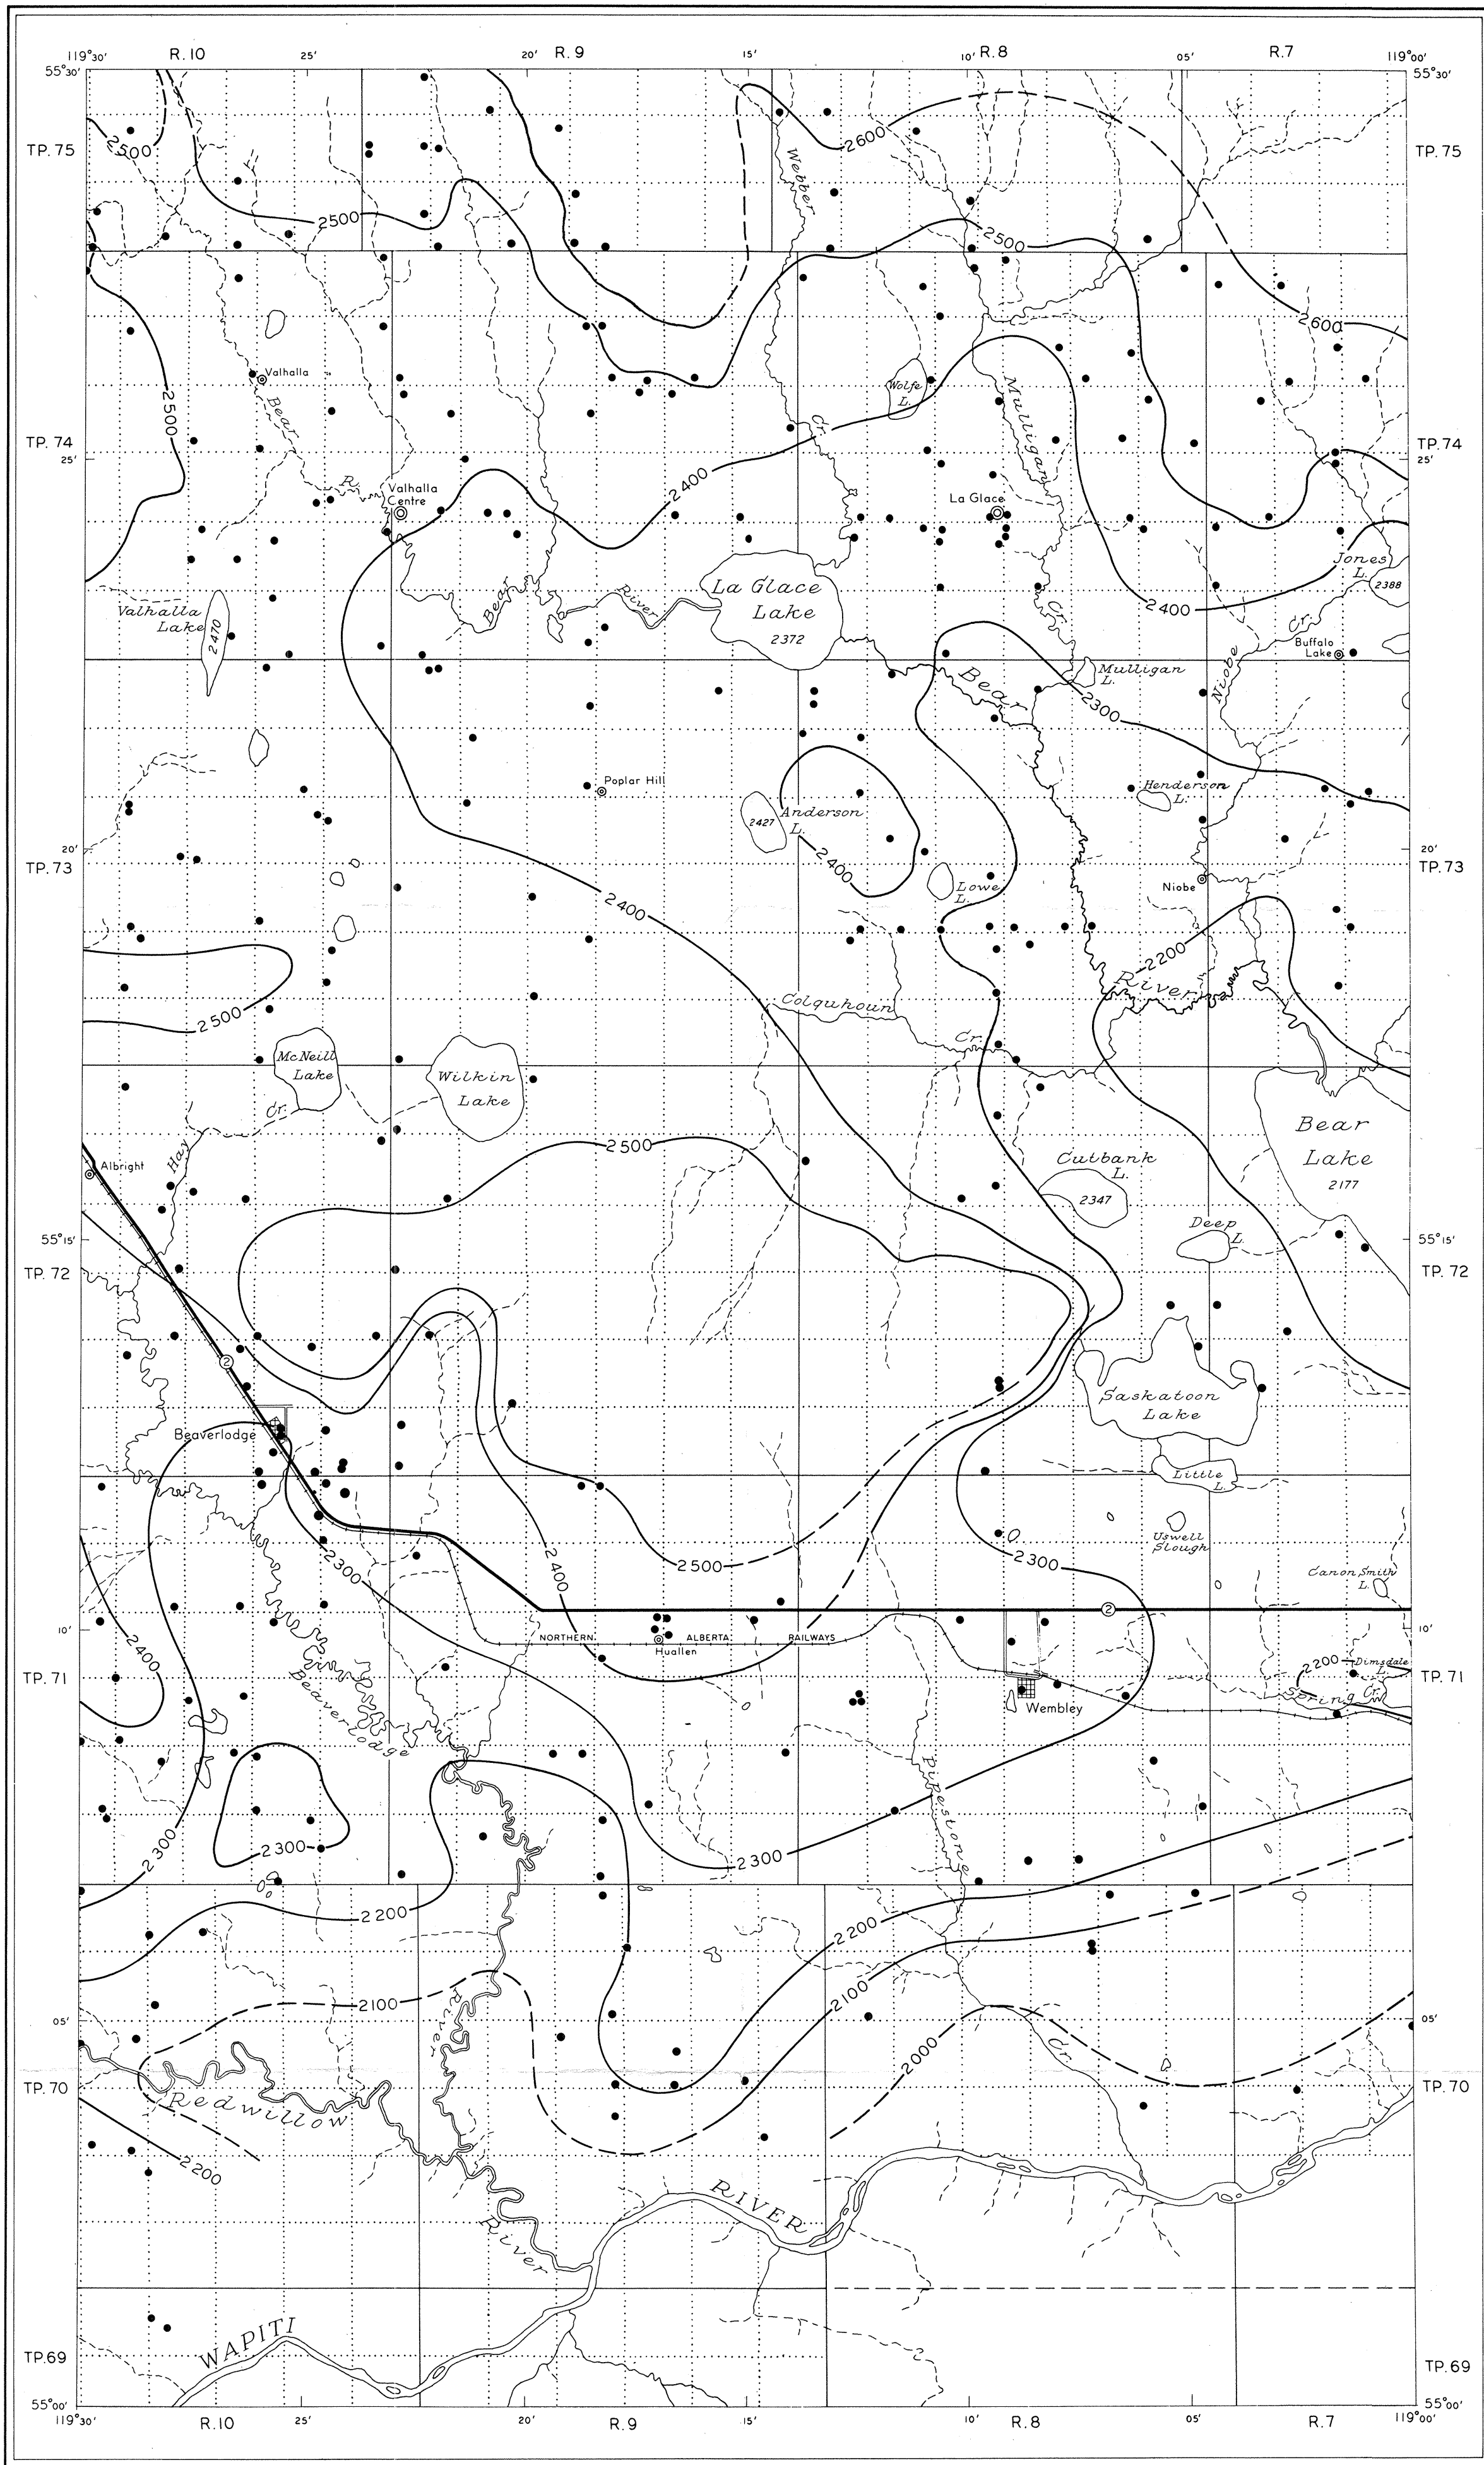 119°30' R.10 25' 20' R.9 15' 10' R.8 05' R.7 119°00'
55°30' 55°30'
TP. 75 TP. 75
2500
2600
Webber
2500
2500
2600
Valhalla
Wolfe
L.
Bear
2500
Mulligan
Cr.
TP. 74 TP. 74
25' 25'
R.
2400
Valhalla
Centre
La Glace
Jones
L.
2388
La Glace
Lake
2372
Bear
River
Valhalla
Lake
2470
2400
Cr.
Cr.
Buffalo
Lake
Niobe
Mulligan
L.
Bear
2300
Poplar Hill
Henderson
L.
Anderson
L.
2427
2400
20' 20'
TP. 73 TP. 73
Lowe
L.
Niobe
2400
2200
River
Colquhoun
Cr.
2500
McNeill
Lake
Wilkin
Lake
Cr.
Hay
Bear
Lake
2177
2500
Albright
Cutbank
L.
2347
Deep
L.
55°15' 55°15'
TP. 72 TP. 72
2
Saskatoon
Lake
Beaverlodge
Little
L.
Uswell
Slough
2300
2400
2500
2300
Canon Smith
L.
2
10' 10'
2400
NORTHERN ALBERTA RAILWAYS
Huallen
TP. 71 TP. 71
2200
Dimsdale
L.
Spring Cr.
Wembley
Beaverlodge
Pipestone
2300
2300
2300
2200
2200
2100
2100
05' 05'
2000
Cr.
TP. 70 TP. 70
Redwillow
2200
RIVER
River
WAPITI
TP. 69 TP. 69
55°00' 55°00'
119°30' R.10 25' 20' R.9 15' 10' R.8 05' R.7 119°00'